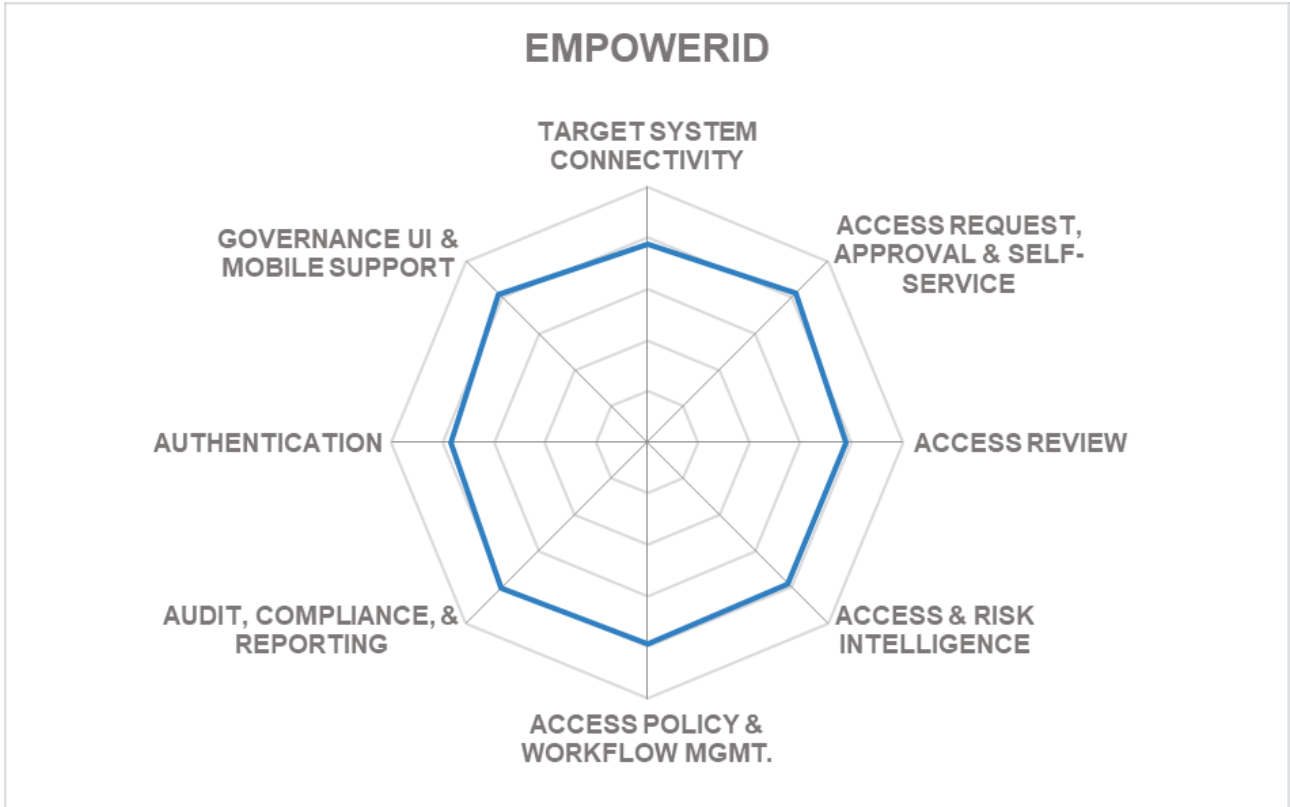 EMPOWERID
TARGET SYSTEM
CONNECTIVITY
ACCESS REQUEST,
APPROVAL & SELF-
SERVICE
ACCESS REVIEW
ACCESS & RISK
INTELLIGENCE
ACCESS POLICY &
WORKFLOW MGMT.
AUDIT, COMPLIANCE, &
REPORTING
AUTHENTICATION
GOVERNANCE UI &
MOBILE SUPPORT